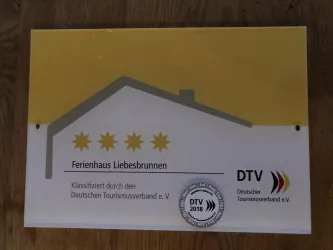 Ferienhaus Liebesbrunnen
Klassifiziert durch den
Deutschen Tourismusverband e.V.
DTV
2018
DTV
Deutscher
Tourismusverband e.V.